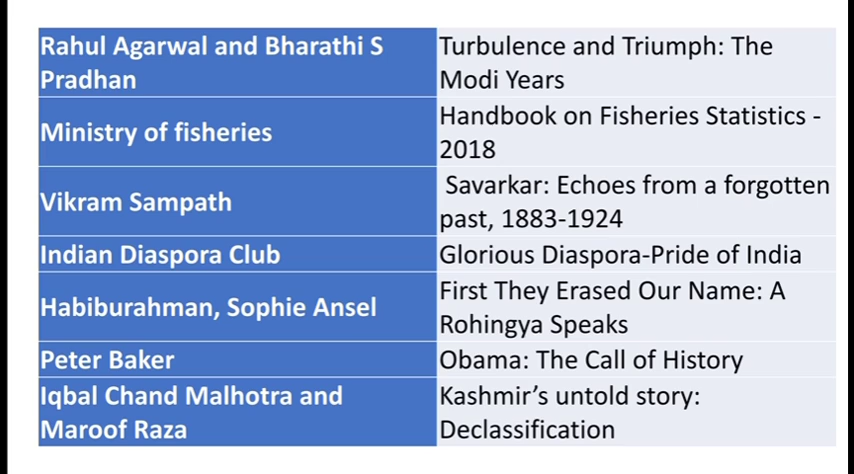 Rahul Agarwal and Bharathi S
Pradhan
Turbulence and Triumph: The
Modi Years
Ministry of fisheries
Handbook on Fisheries Statistics -
2018
Vikram Sampath
Savarkar: Echoes from a forgotten
past, 1883-1924
Indian Diaspora Club
Glorious Diaspora-Pride of India
Habiburahman, Sophie Ansel
First They Erased Our Name: A
Rohingya Speaks
Peter Baker
Obama: The Call of History
Iqbal Chand Malhotra and
Maroof Raza
Kashmir’s untold story:
Declassification